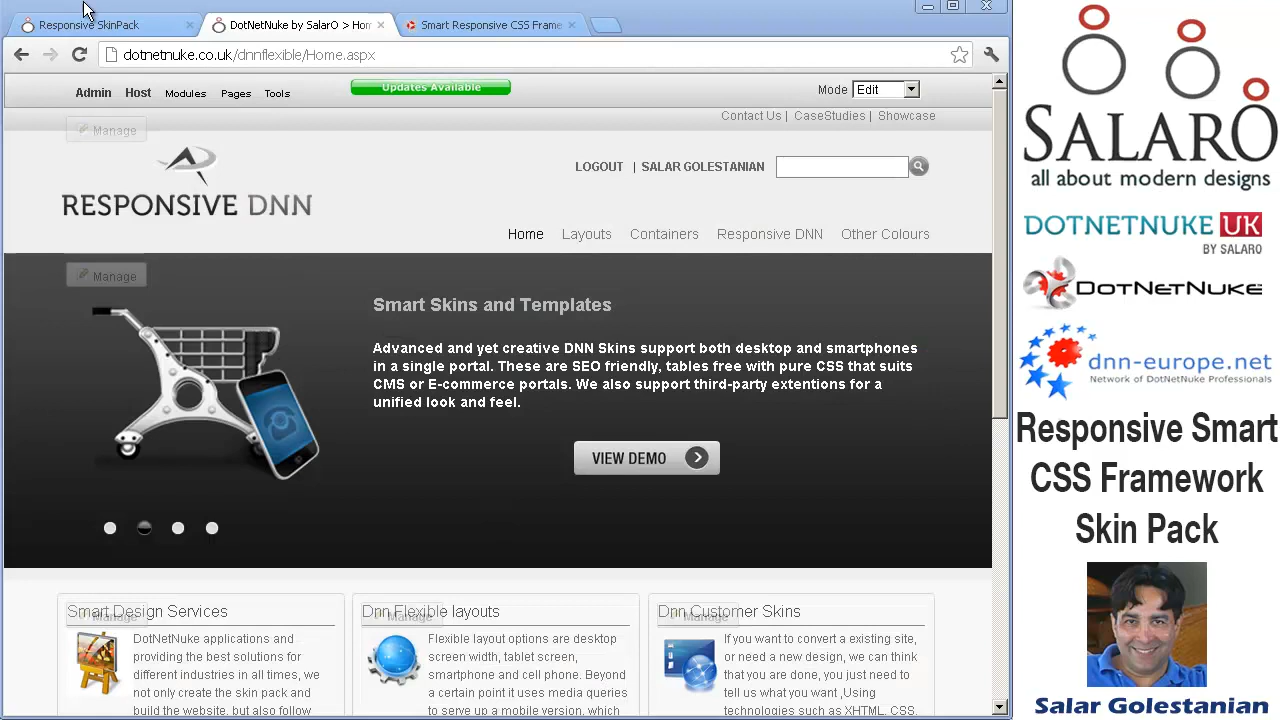 Responsive SkinPack
DotNetNuke by SalarO > Hom
Smart Responsive CSS Frame
dotnetnuke.co.uk/dnnflexible/Home.aspx
Admin Host Modules Pages Tools
Updates Available
Mode Edit
Contact Us | CaseStudies | Showcase
Manage
RESPONSIVE DNN
LOGOUT | SALAR GOLESTANIAN
Home Layouts Containers Responsive DNN Other Colours
Manage
Smart Skins and Templates
Advanced and yet creative DNN Skins support both desktop and smartphones
in a single portal. These are SEO friendly, tables free with pure CSS that suits
CMS or E-commerce portals. We also support third-party extentions for a
unified look and feel.
VIEW DEMO
Smart Design Services
Manage
DotNetNuke applications and
providing the best solutions for
different industries in all times, we
not only create the skin pack and
build the website, but also follow
Dnn Flexible layouts
Manage
Flexible layout options are desktop
screen width, tablet screen,
smartphone and cell phone. Beyond
a certain point it uses media queries
to serve up a mobile version, which
Dnn Customer Skins
Manage
If you want to convert a existing site,
or need a new design, we can think
that you are done, you just need to
tell us what you want ,Using
technologies such as XHTML, CSS,
SALARO
all about modern designs
DOTNETNUKE UK
BY SALARO
DOTNETNUKE
dnn-europe.net
Network of DotNetNuke Professionals
Responsive Smart
CSS Framework
Skin Pack
Salar Golestanian